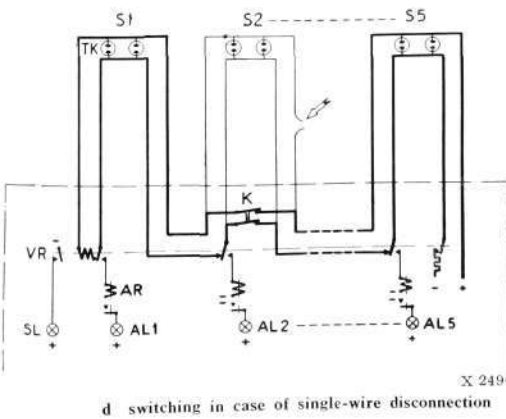 S1 S2 S5
TK
K
VR
AR
SL AL1 AL2 AL5
+ + + +
X 249
d switching in case of single-wire disconnection